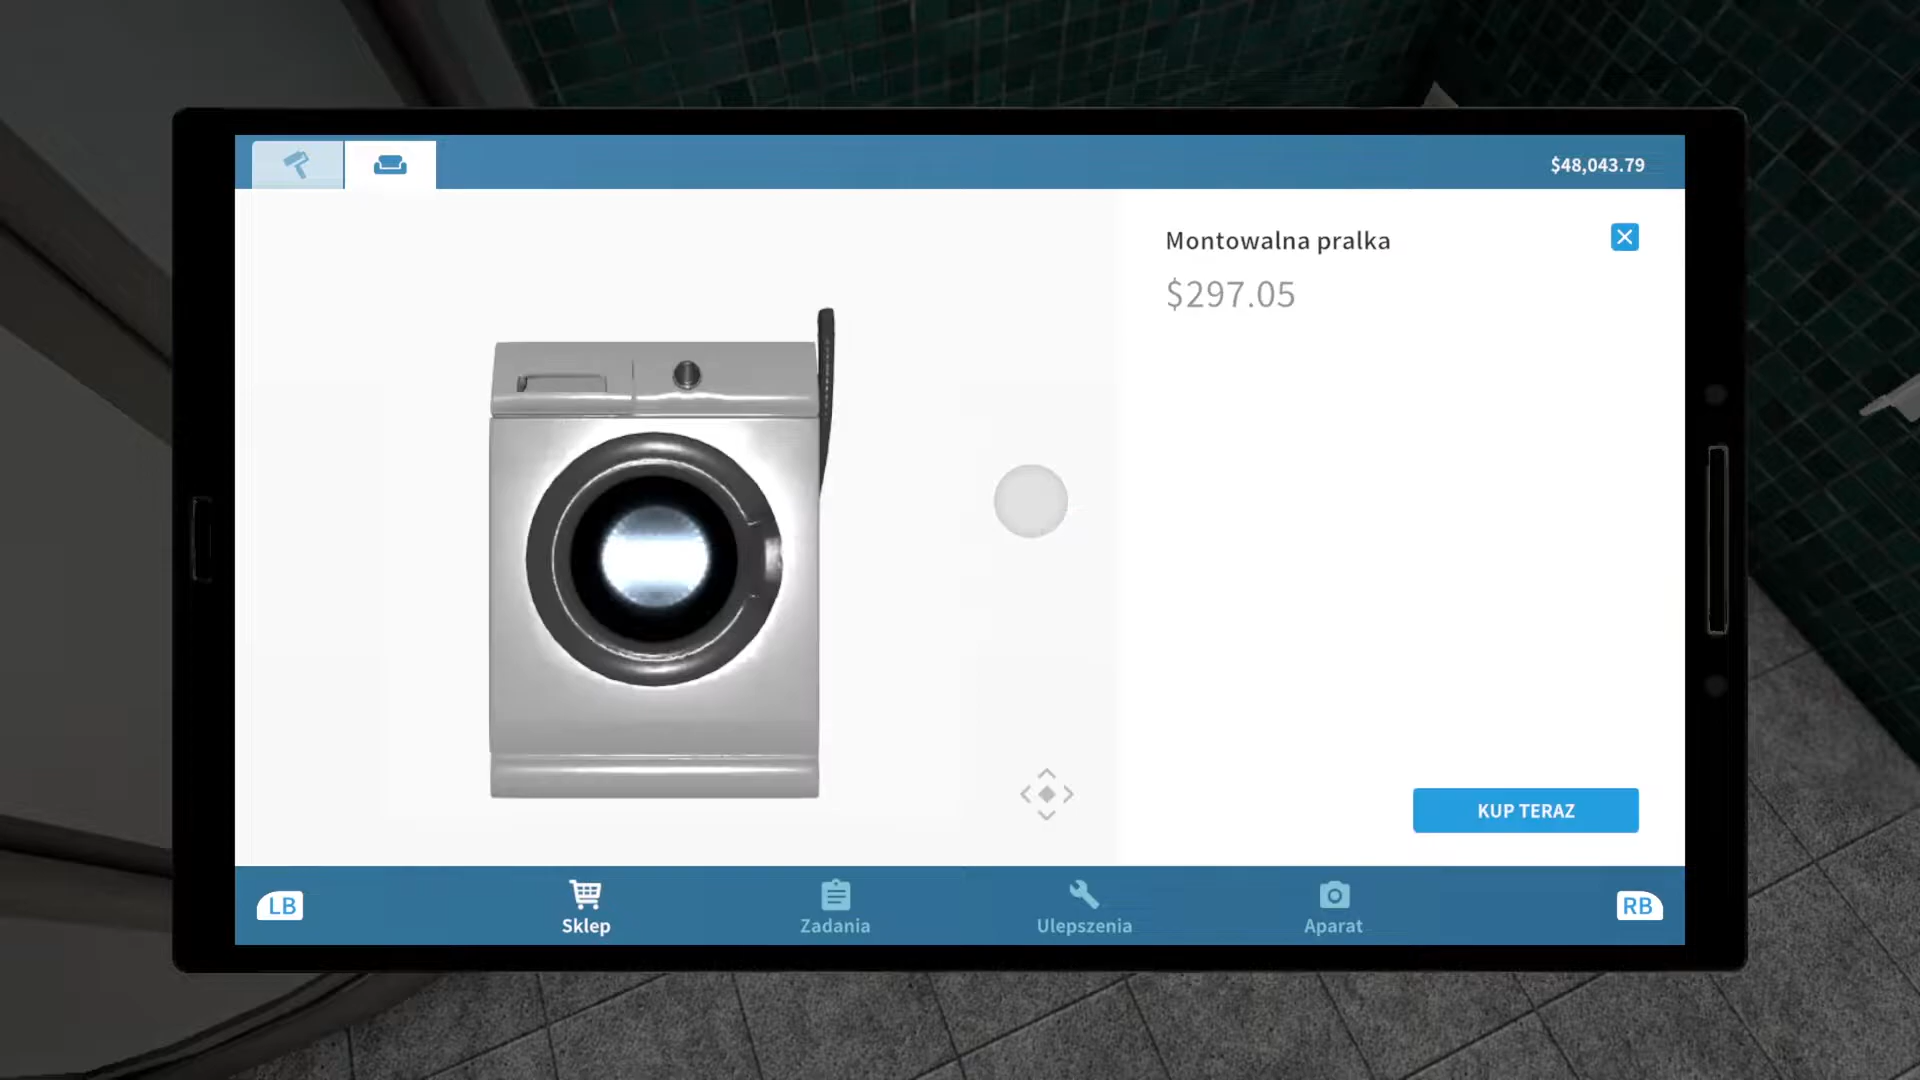 $48,043.79
Montowalna pralka
$297.05
KUP TERAZ
LB
Sklep
Zadania
Ulepszenia
Aparat
RB